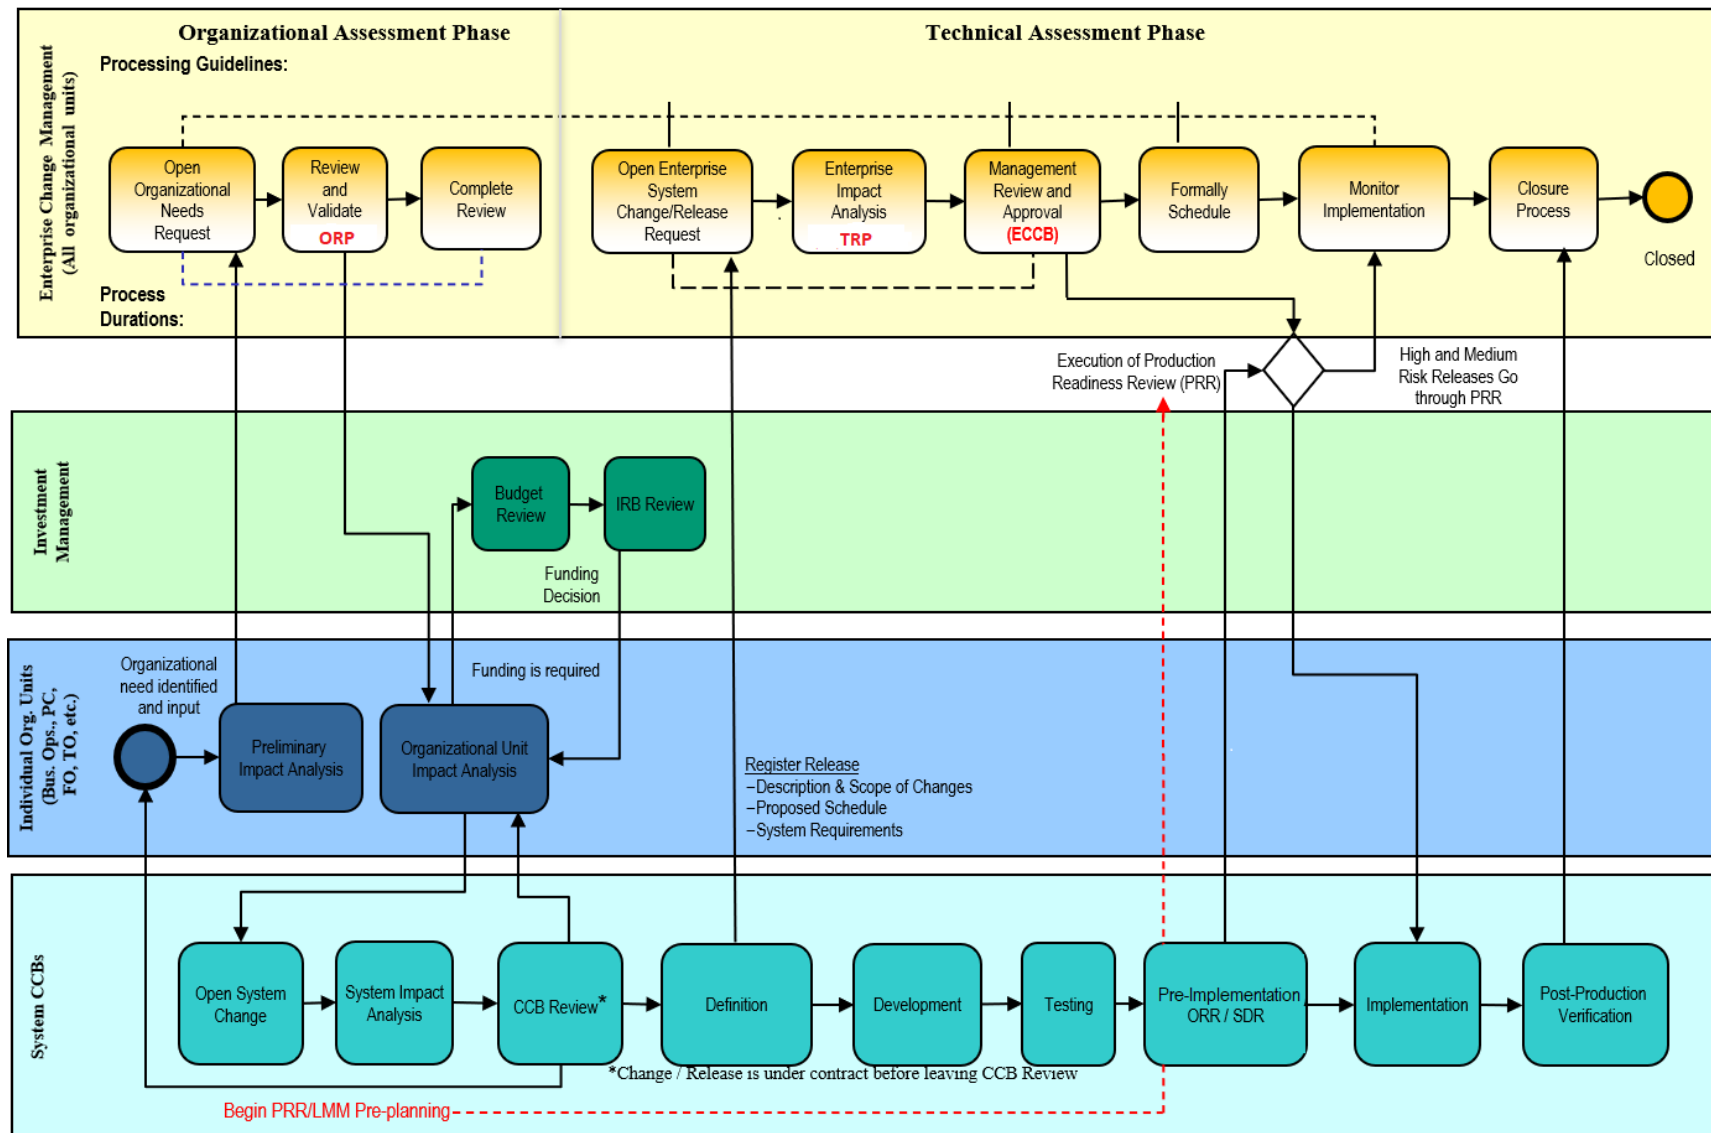 Organizational Assessment Phase
Technical Assessment Phase
Enterprise Change Management
(All organizational units)
Processing Guidelines:
Open
Organizational
Needs
Request
Review
and
Validate
ORP
Complete
Review
Open Enterprise
System
Change/Release
Request
Enterprise
Impact
Analysis
TRP
Management
Review and
Approval
(ECCB)
Formally
Schedule
Monitor
Implementation
Closure
Process
Closed
Process
Durations:
Execution of Production
Readiness Review (PRR)
High and Medium
Risk Releases Go
through PRR
Investment
Management
Budget
Review
IRB Review
Funding
Decision
Individual Org. Units
(Bus. Ops., PC,
FO, TO, etc.)
Organizational
need identified
and input
Funding is required
Preliminary
Impact Analysis
Organizational Unit
Impact Analysis
Register Release
–Description & Scope of Changes
–Proposed Schedule
–System Requirements
System CCBs
Open System
Change
System Impact
Analysis
CCB Review*
Definition
Development
Testing
Pre-Implementation
ORR / SDR
Implementation
Post-Production
Verification
*Change / Release is under contract before leaving CCB Review
Begin PRR/LMM Pre-planning